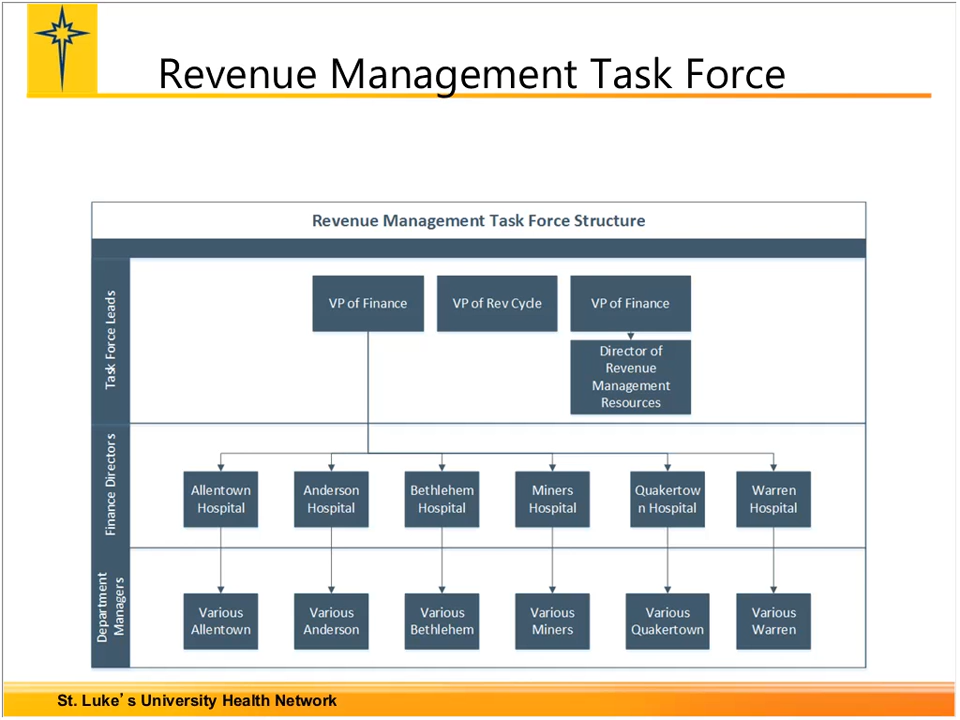 Revenue Management Task Force
Revenue Management Task Force Structure
Task Force Leads
VP of Finance
VP of Rev Cycle
VP of Finance
Director of
Revenue
Management
Resources
Finance Directors
Allentown
Hospital
Anderson
Hospital
Bethlehem
Hospital
Miners
Hospital
Quakertow
n Hospital
Warren
Hospital
Department
Managers
Various
Allentown
Various
Anderson
Various
Bethlehem
Various
Miners
Various
Quakertown
Various
Warren
St. Luke’s University Health Network